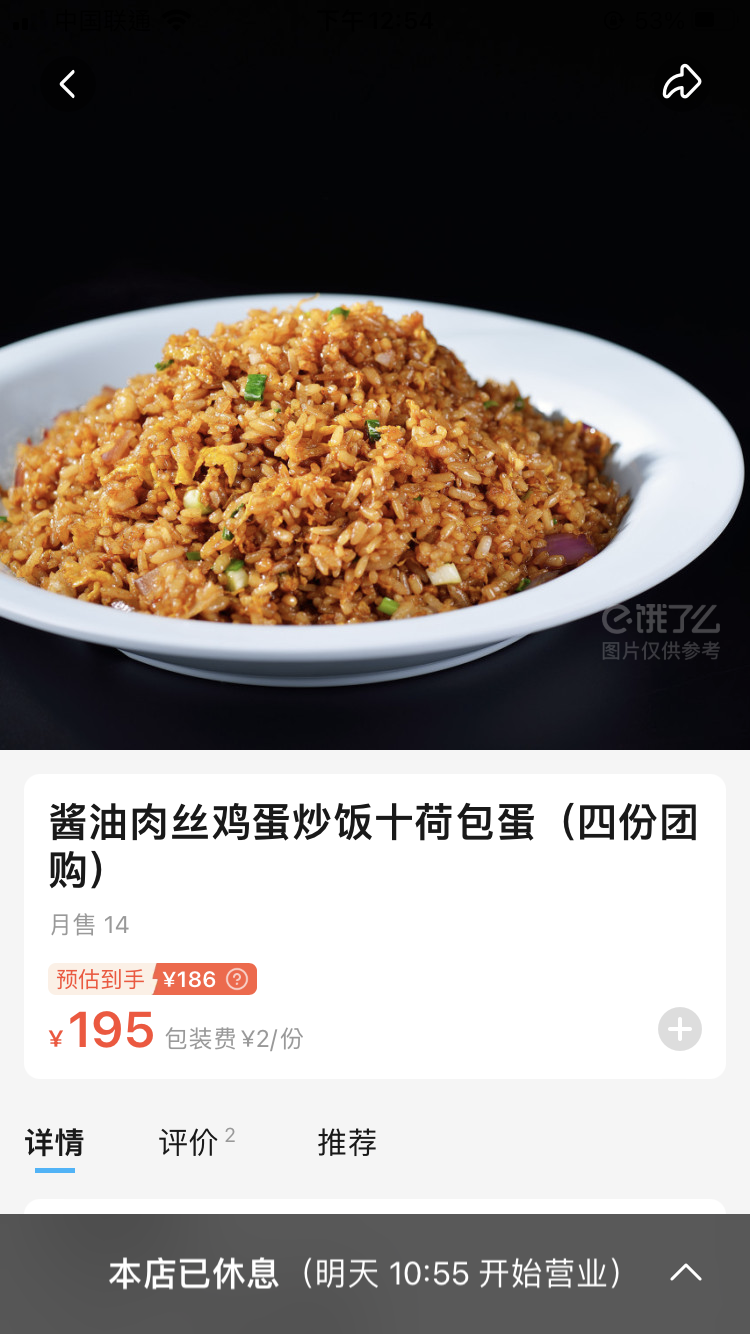 中国联通 下午 12:54 53%
饿了么
图片仅供参考
酱油肉丝鸡蛋炒饭十荷包蛋（四份团
购）
月售 14
预估到手 ¥186 ?
¥195 包装费 ¥2/份
详情 评价 2 推荐
本店已休息（明天 10:55 开始营业）